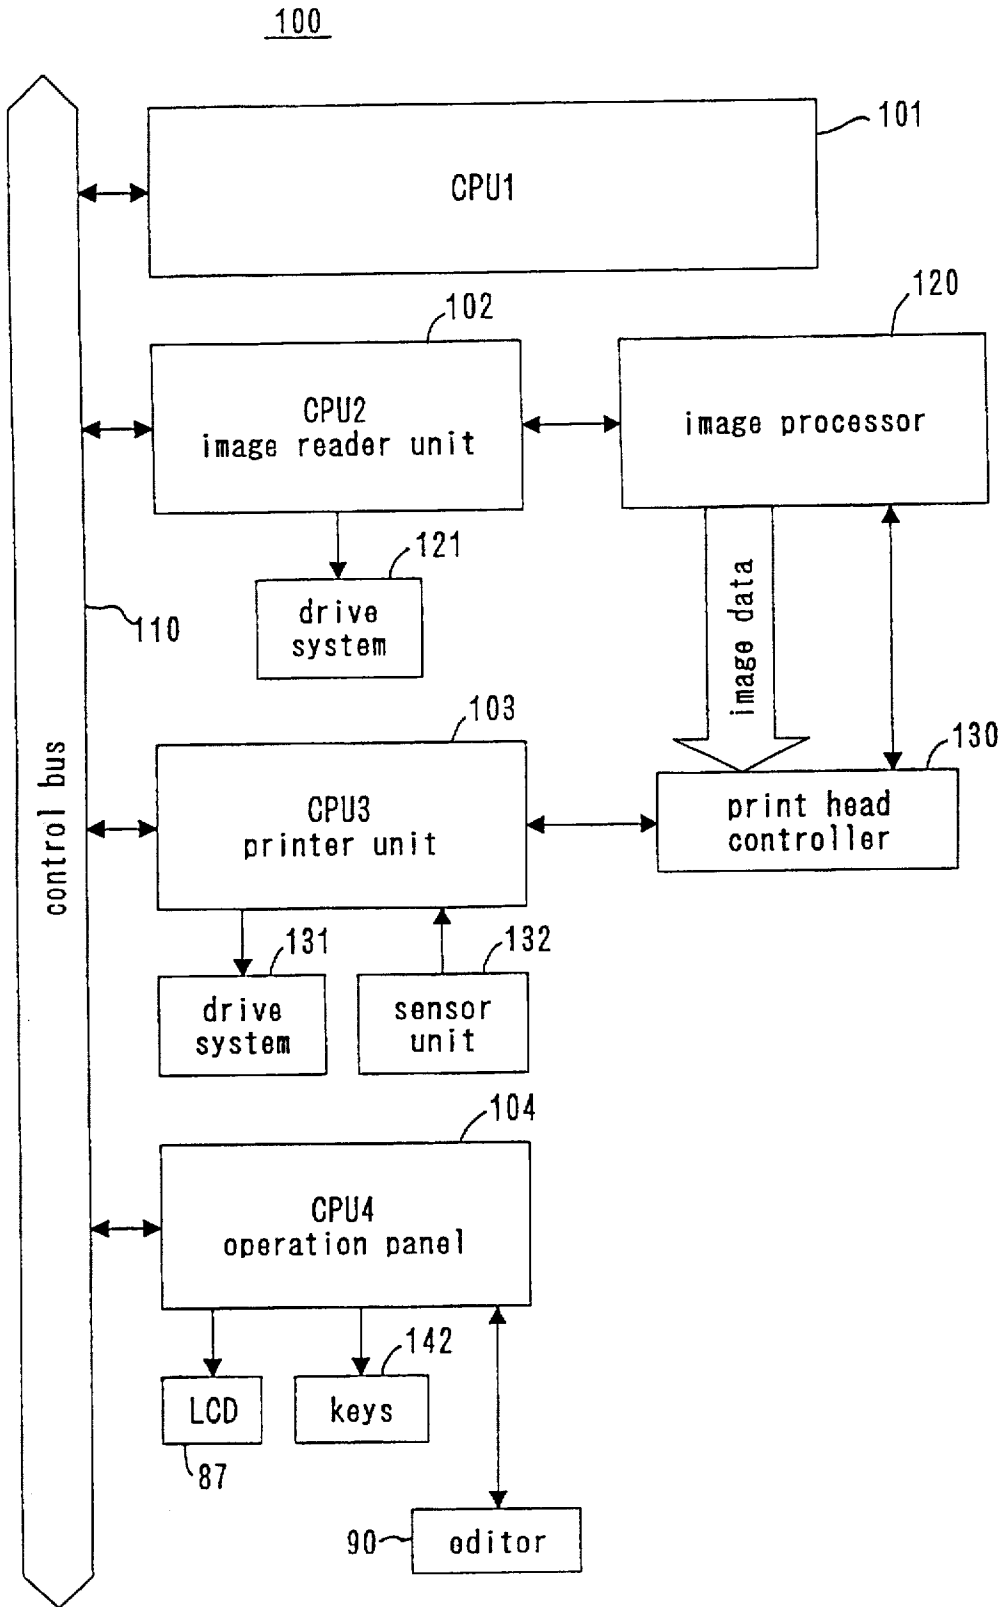 100
101
CPU1
102
120
CPU2
image reader unit
image processor
121
drive
system
110
image data
103
130
CPU3
printer unit
print head
controller
control bus
131
132
drive
system
sensor
unit
104
CPU4
operation panel
142
LCD
keys
87
90
editor